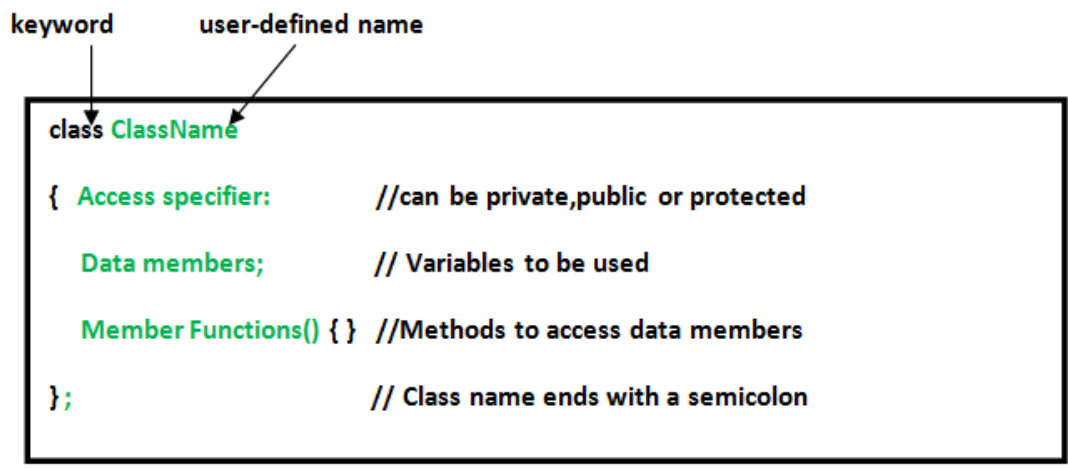 keyword user-defined name
class ClassName
{ Access specifier: //can be private,public or protected
Data members; // Variables to be used
Member Functions() { } //Methods to access data members
} ; // Class name ends with a semicolon